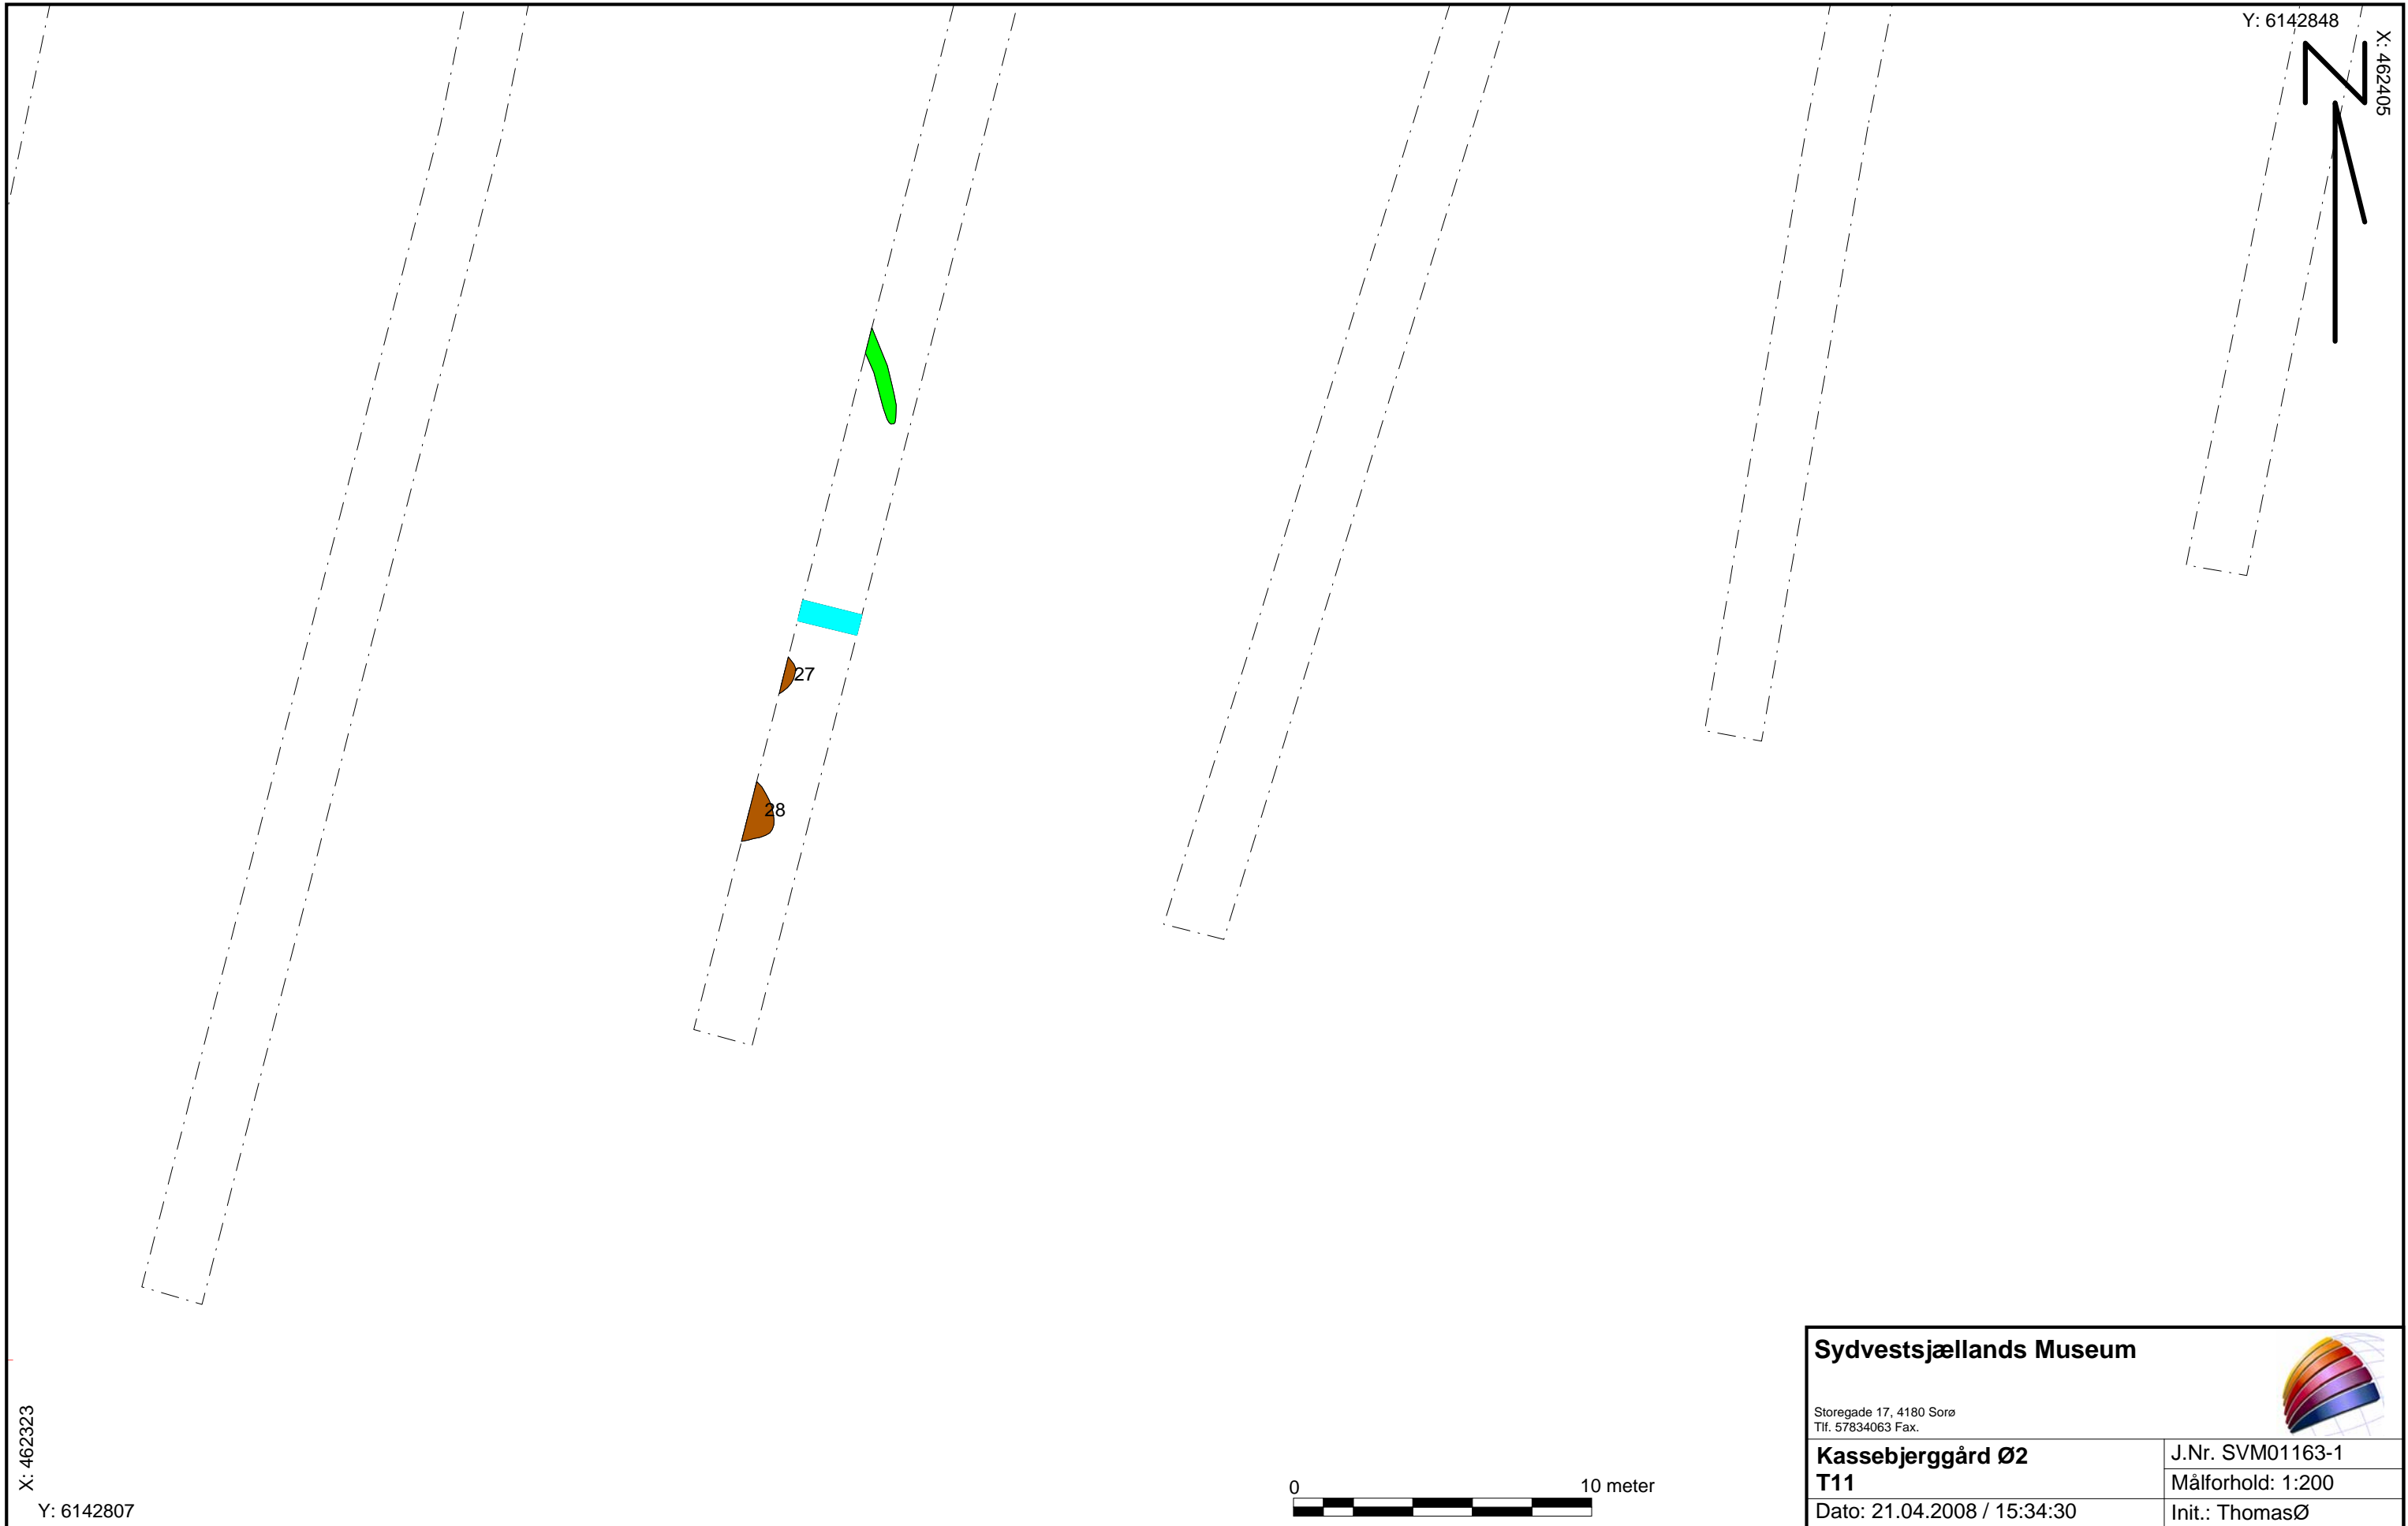 Y: 6142848
X: 462405
N
27
28
X: 462323
Y: 6142807
0
10 meter
Sydvestsjællands Museum
Storegade 17, 4180 Sorø
Tlf. 57834063 Fax.
Kassebjerggård Ø2
T11
J.Nr. SVM01163-1
Målforhold: 1:200
Dato: 21.04.2008 / 15:34:30
Init.: ThomasØ